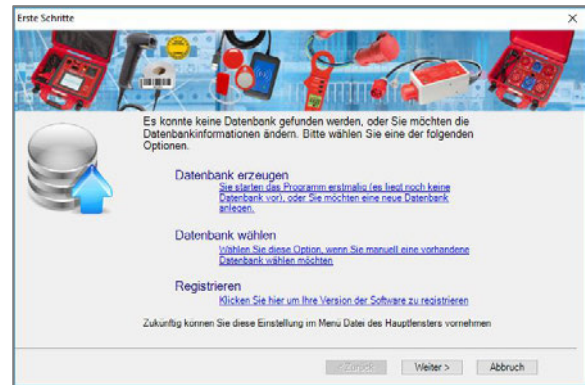 Erste Schritte
Es konnte keine Datenbank gefunden werden, oder Sie möchten die
Datenbankinformationen ändern. Bitte wählen Sie eine der folgenden
Optionen.
Datenbank erzeugen
Sie starten das Programm erstmalig (es liegt noch keine
Datenbank vor), oder Sie möchten eine neue Datenbank
anlegen.
Datenbank wählen
Wählen Sie diese Option, wenn Sie manuell eine vorhandene
Datenbank wählen möchten
Registrieren
Klicken Sie hier um Ihre Version der Software zu registrieren
Zukünftig können Sie diese Einstellung im Menü Datei des Hauptfensters vornehmen
< Zurück
Weiter >
Abbruch